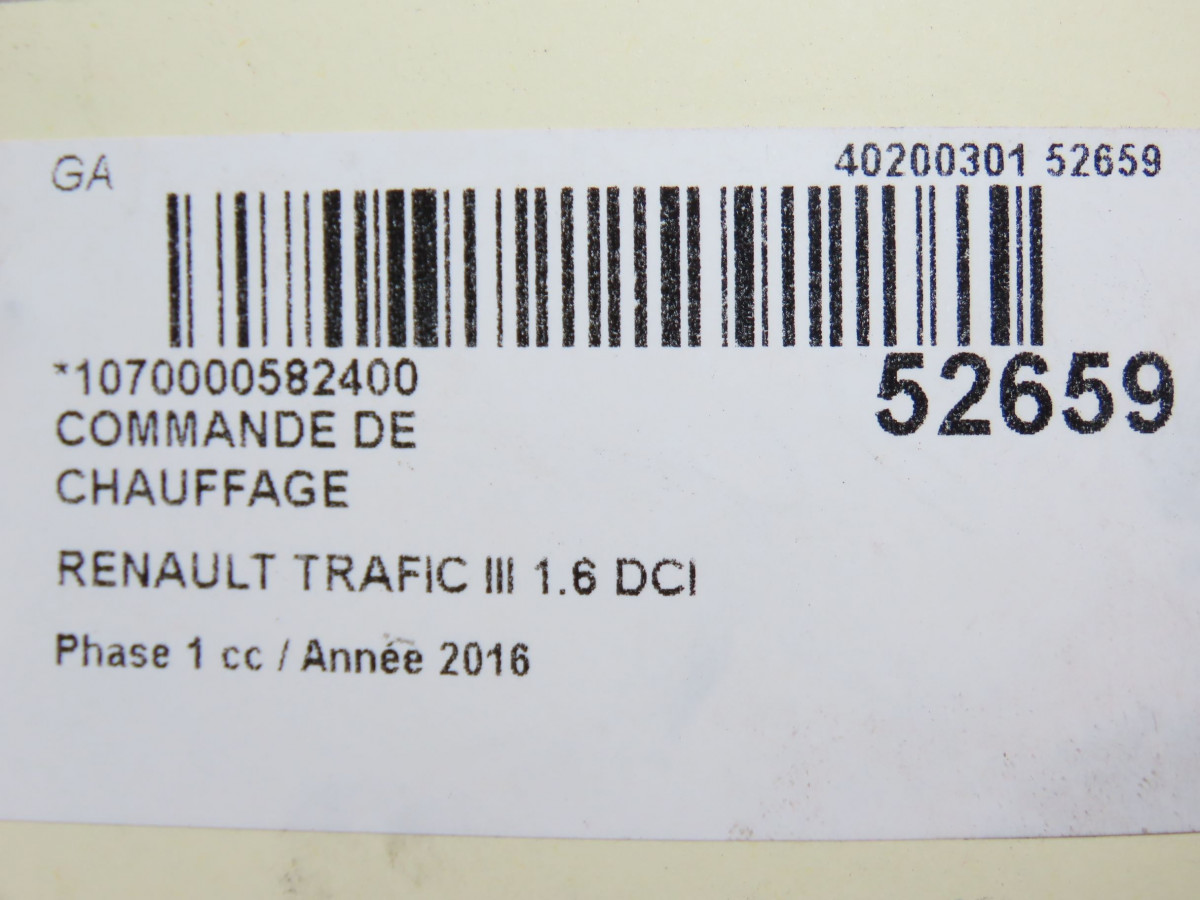 GA
40200301 52659
*1070000582400
52659
COMMANDE DE
CHAUFFAGE
RENAULT TRAFIC III 1.6 DCI
Phase 1 cc / Année 2016